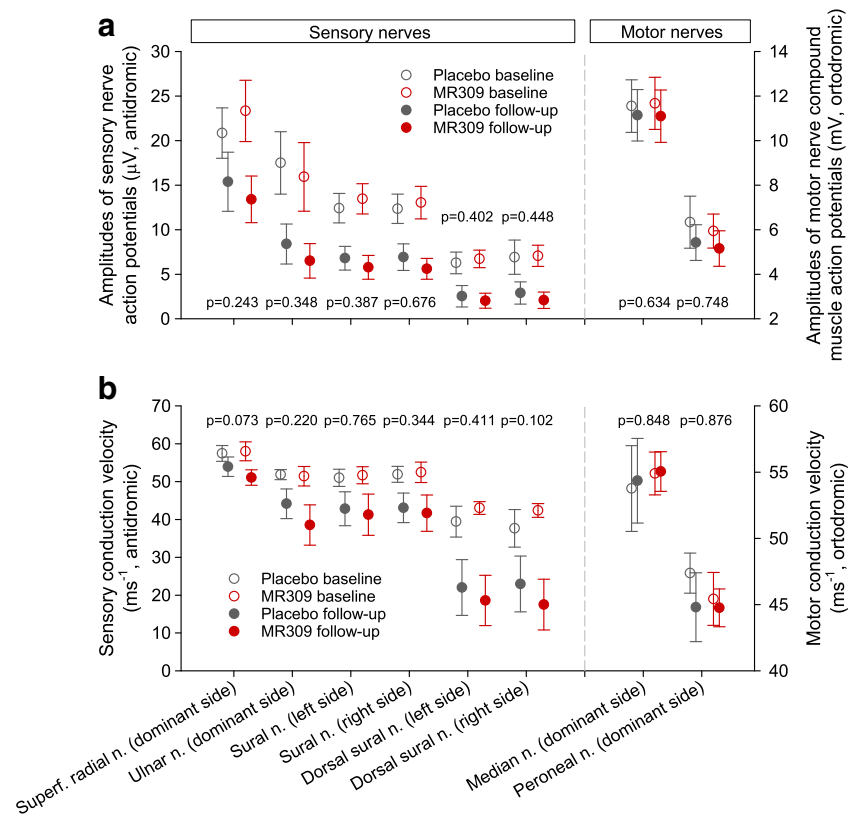 a
Sensory nerves
Motor nerves
Amplitudes of sensory nerve
action potentials (μV, antidromic)
30
25
20
15
10
5
0
Placebo baseline
MR309 baseline
Placebo follow-up
MR309 follow-up
p=0.402 p=0.448
p=0.243 p=0.348 p=0.387 p=0.676
p=0.634 p=0.748
14
12
10
8
6
4
2
Amplitudes of motor nerve compound
muscle action potentials (mV, ortodromic)
b
Sensory conduction velocity
(ms-1, antidromic)
70
60
50
40
30
20
10
0
p=0.073 p=0.220 p=0.765 p=0.344 p=0.411 p=0.102
p=0.848 p=0.876
Placebo baseline
MR309 baseline
Placebo follow-up
MR309 follow-up
60
55
50
45
40
Motor conduction velocity
(ms-1, ortodromic)
Superf. radial n. (dominant side)
Ulnar n. (dominant side)
Sural n. (left side)
Sural n. (right side)
Dorsal sural n. (left side)
Dorsal sural n. (right side)
Median n. (dominant side)
Peroneal n. (dominant side)